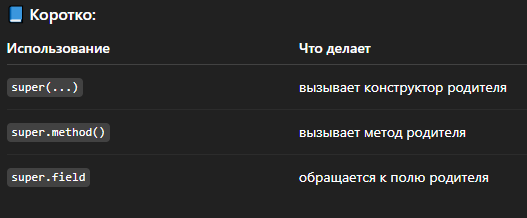 📘 Коротко:
Использование Что делает
super(...) вызывает конструктор родителя
super.method() вызывает метод родителя
super.field обращается к полю родителя